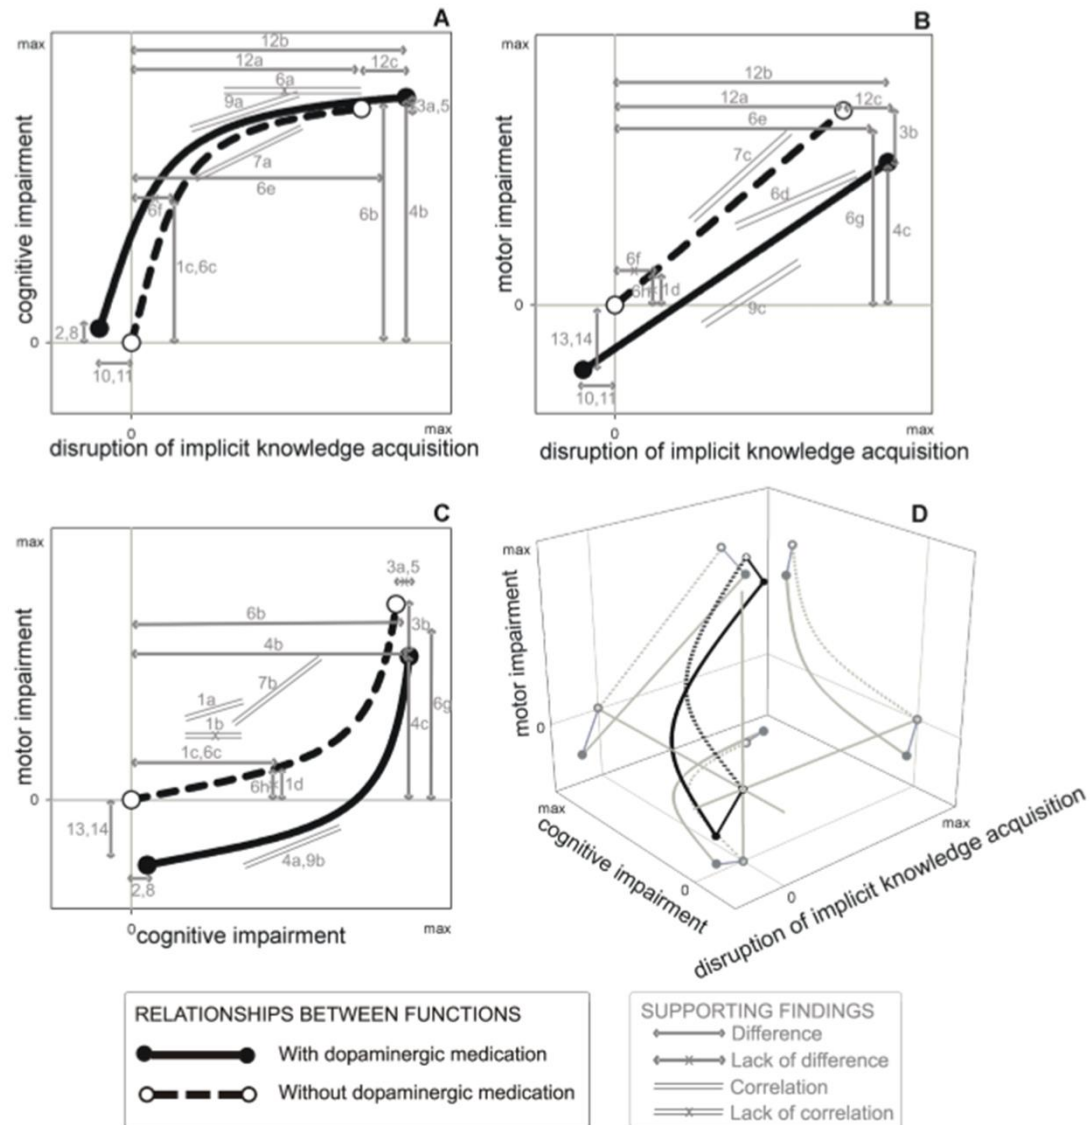 A
max
12b
12a
12c
6a
9a
3a,5
7a
6e
6f
6b
4b
1c,6c
2,8
0
10,11
0
max
cognitive impairment
disruption of implicit knowledge acquisition
B
max
12b
12a
12c
6e
3b
7c
6d
6g
4c
6f
6h
1d
9c
0
13,14
10,11
0
max
motor impairment
disruption of implicit knowledge acquisition
C
max
3a,5
6b
3b
4b
7b
1a
6g
1b
4c
1c,6c
6h
1d
0
13,14
4a,9b
2,8
0
max
motor impairment
cognitive impairment
D
max
0
motor impairment
max
0
cognitive impairment
0
max
disruption of implicit knowledge acquisition
RELATIONSHIPS BETWEEN FUNCTIONS
With dopaminergic medication
Without dopaminergic medication
SUPPORTING FINDINGS
Difference
Lack of difference
Correlation
Lack of correlation